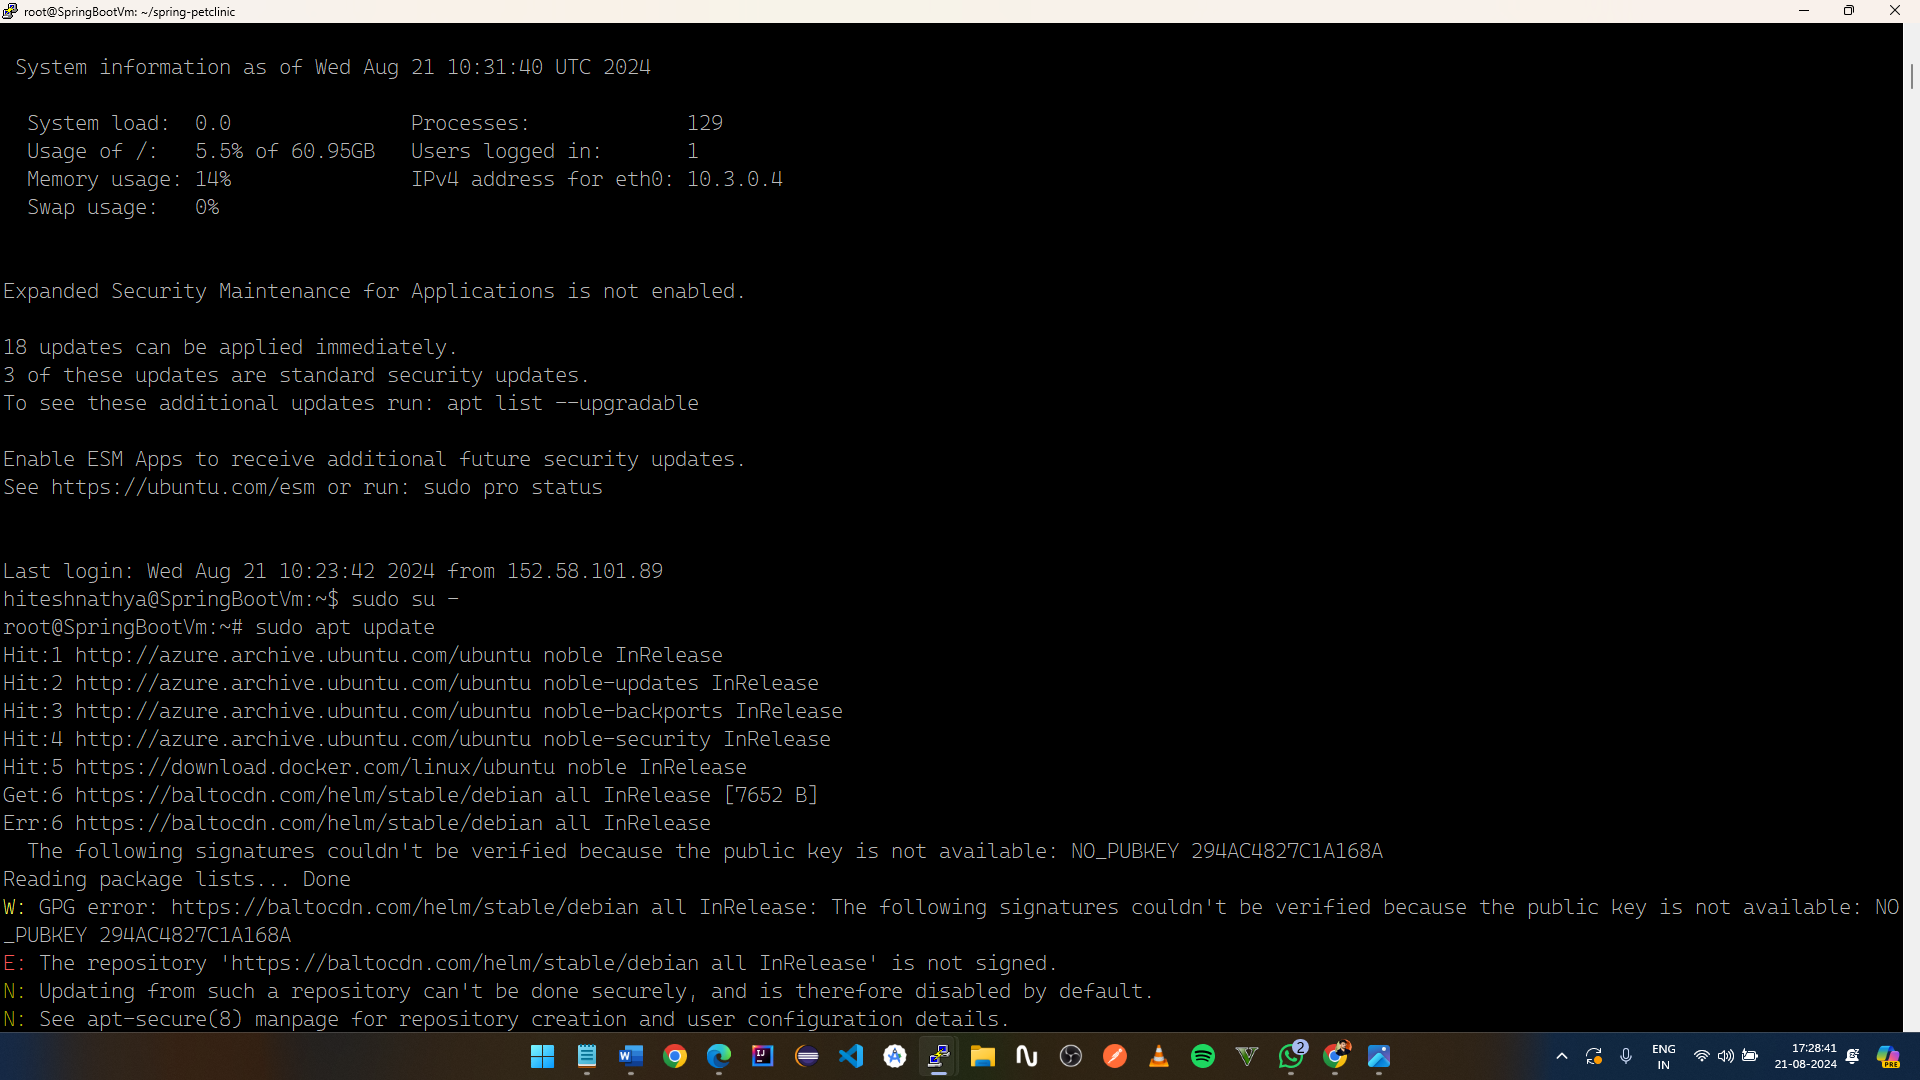 root@SpringBootVm: ~/spring-petclinic
System information as of Wed Aug 21 10:31:40 UTC 2024
System load:  0.0               Processes:             129
Usage of /:   5.5% of 60.95GB   Users logged in:       1
Memory usage: 14%               IPv4 address for eth0: 10.3.0.4
Swap usage:   0%
Expanded Security Maintenance for Applications is not enabled.
18 updates can be applied immediately.
3 of these updates are standard security updates.
To see these additional updates run: apt list --upgradable
Enable ESM Apps to receive additional future security updates.
See https://ubuntu.com/esm or run: sudo pro status
Last login: Wed Aug 21 10:23:42 2024 from 152.58.101.89
hiteshnathya@SpringBootVm:~$ sudo su -
root@SpringBootVm:~# sudo apt update
Hit:1 http://azure.archive.ubuntu.com/ubuntu noble InRelease
Hit:2 http://azure.archive.ubuntu.com/ubuntu noble-updates InRelease
Hit:3 http://azure.archive.ubuntu.com/ubuntu noble-backports InRelease
Hit:4 http://azure.archive.ubuntu.com/ubuntu noble-security InRelease
Hit:5 https://download.docker.com/linux/ubuntu noble InRelease
Get:6 https://baltocdn.com/helm/stable/debian all InRelease [7652 B]
Err:6 https://baltocdn.com/helm/stable/debian all InRelease
The following signatures couldn't be verified because the public key is not available: NO_PUBKEY 294AC4827C1A168A
Reading package lists... Done
W: GPG error: https://baltocdn.com/helm/stable/debian all InRelease: The following signatures couldn't be verified because the public key is not available: NO
_PUBKEY 294AC4827C1A168A
E: The repository 'https://baltocdn.com/helm/stable/debian all InRelease' is not signed.
N: Updating from such a repository can't be done securely, and is therefore disabled by default.
N: See apt-secure(8) manpage for repository creation and user configuration details.
2
ENG
IN
17:28:41
21-08-2024
PRE